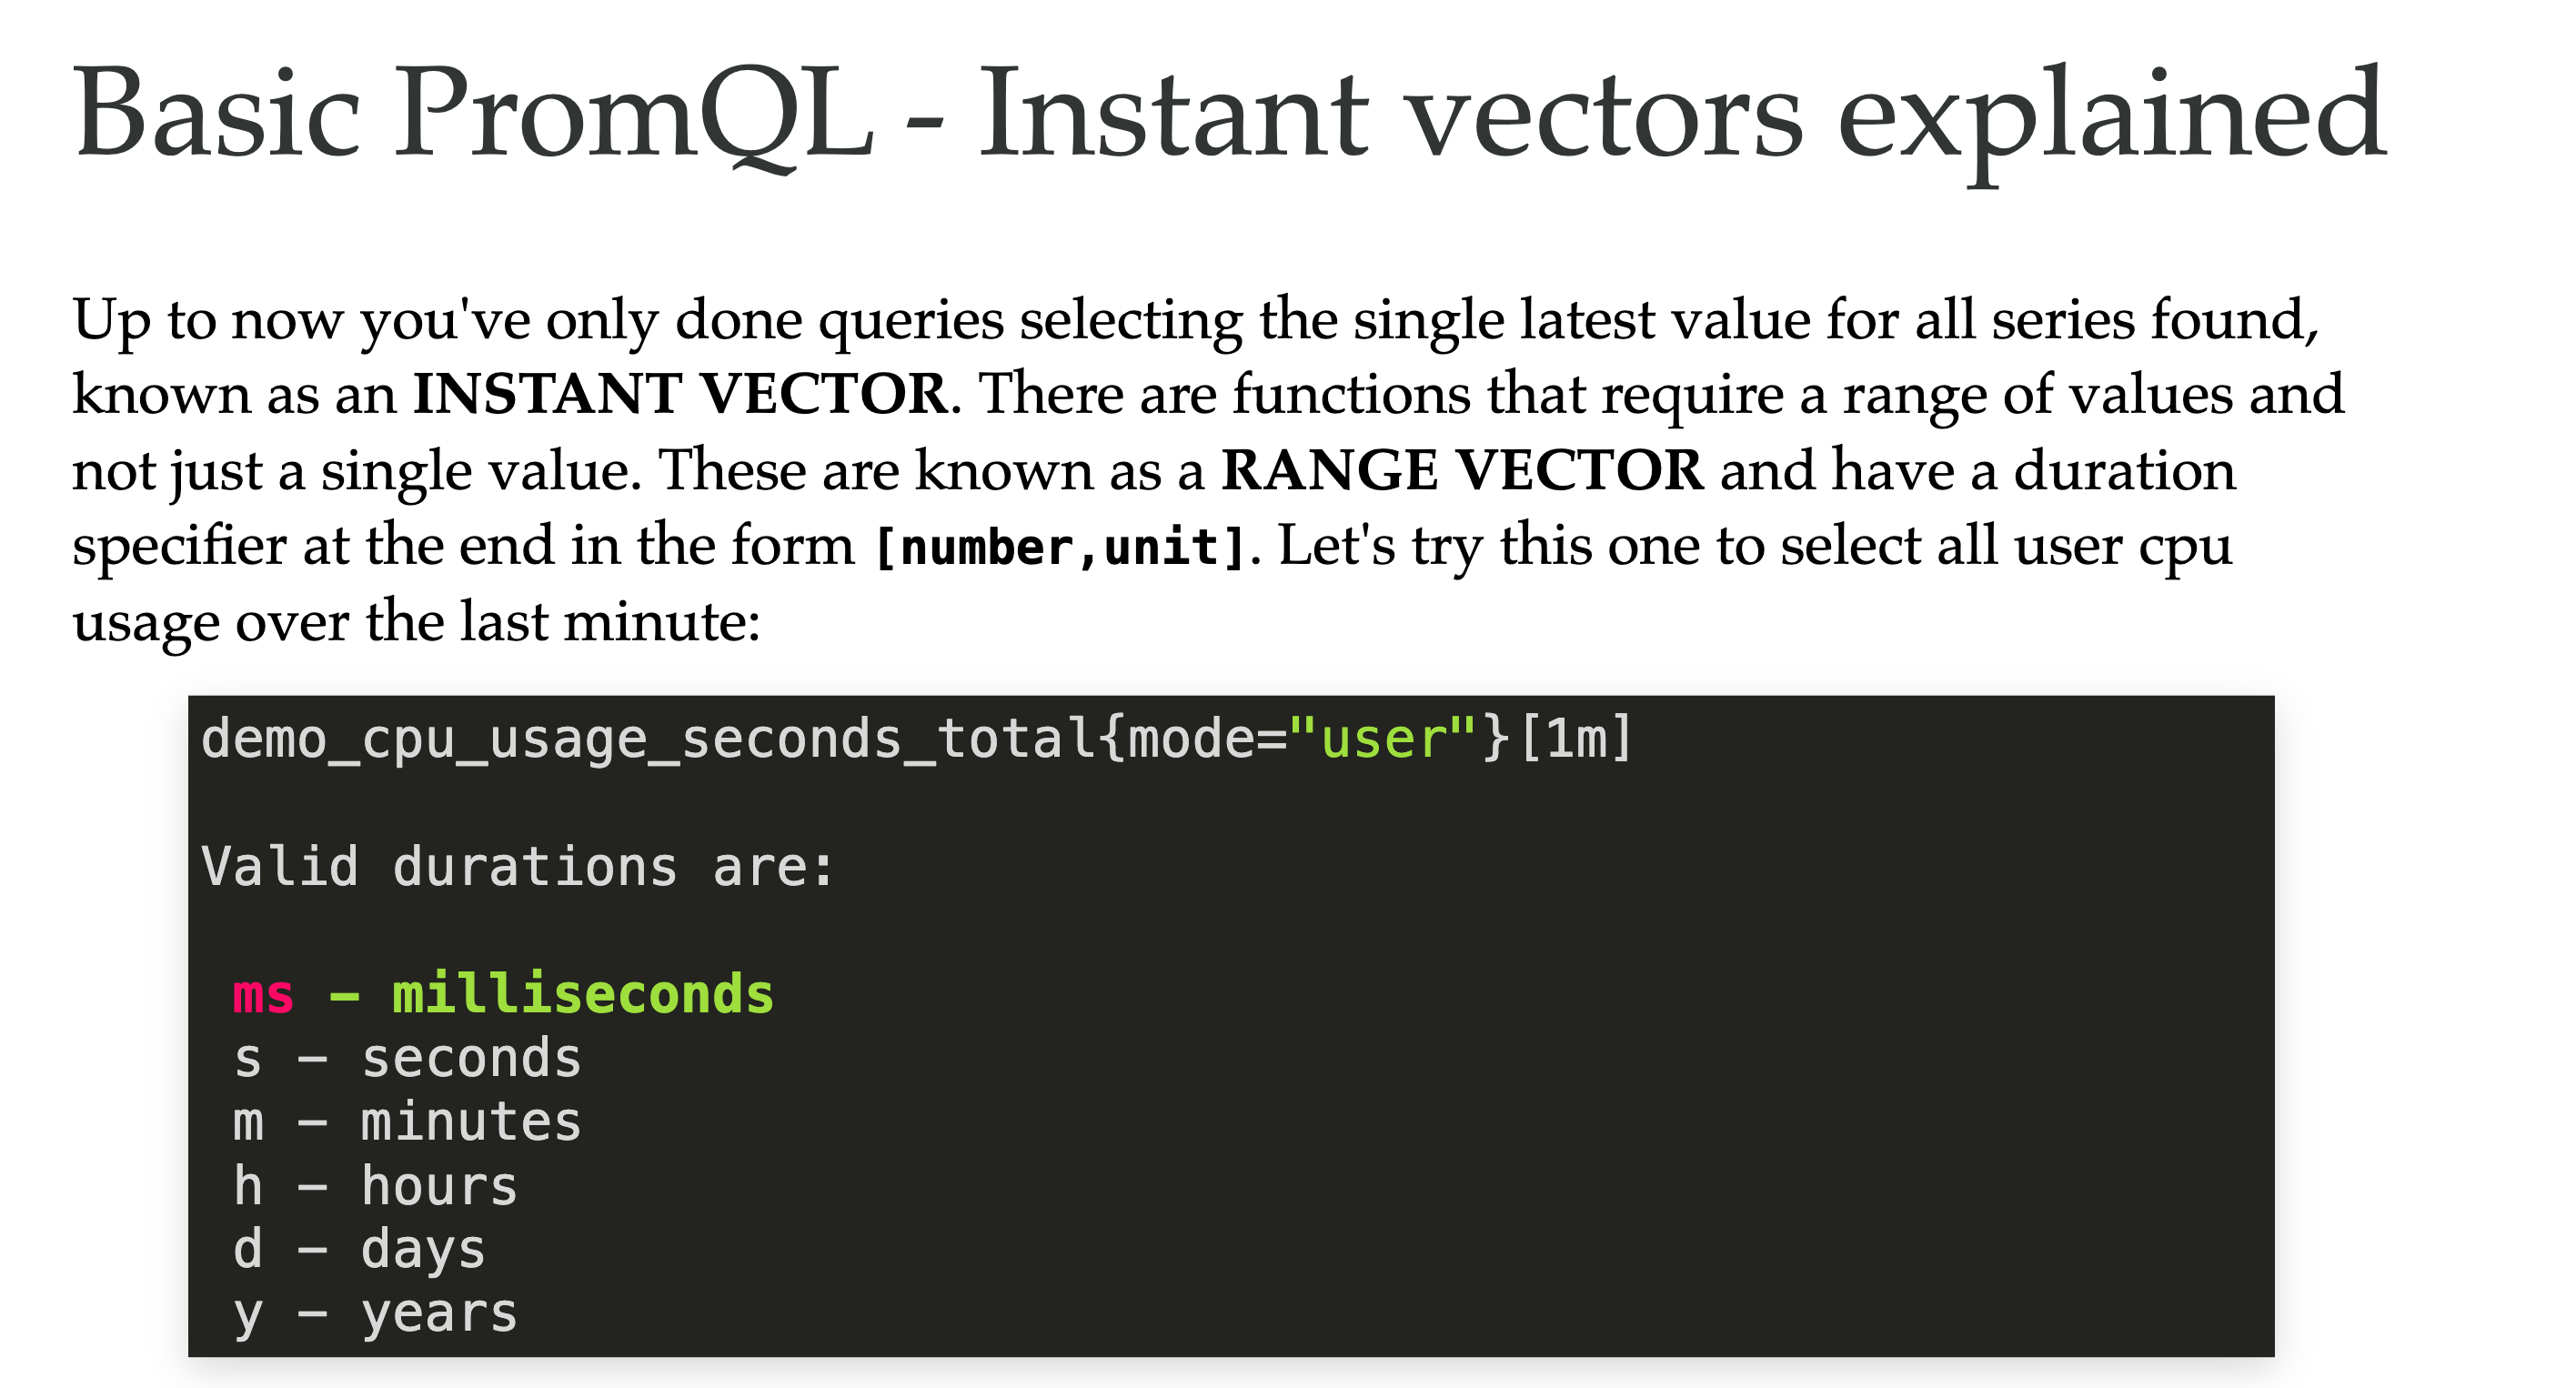 Basic PromQL - Instant vectors explained
Up to now you've only done queries selecting the single latest value for all series found,
known as an INSTANT VECTOR. There are functions that require a range of values and
not just a single value. These are known as a RANGE VECTOR and have a duration
specifier at the end in the form [number,unit]. Let's try this one to select all user cpu
usage over the last minute:
demo_cpu_usage_seconds_total{mode="user"}[1m]
Valid durations are:
ms - milliseconds
s - seconds
m - minutes
h - hours
d - days
y - years